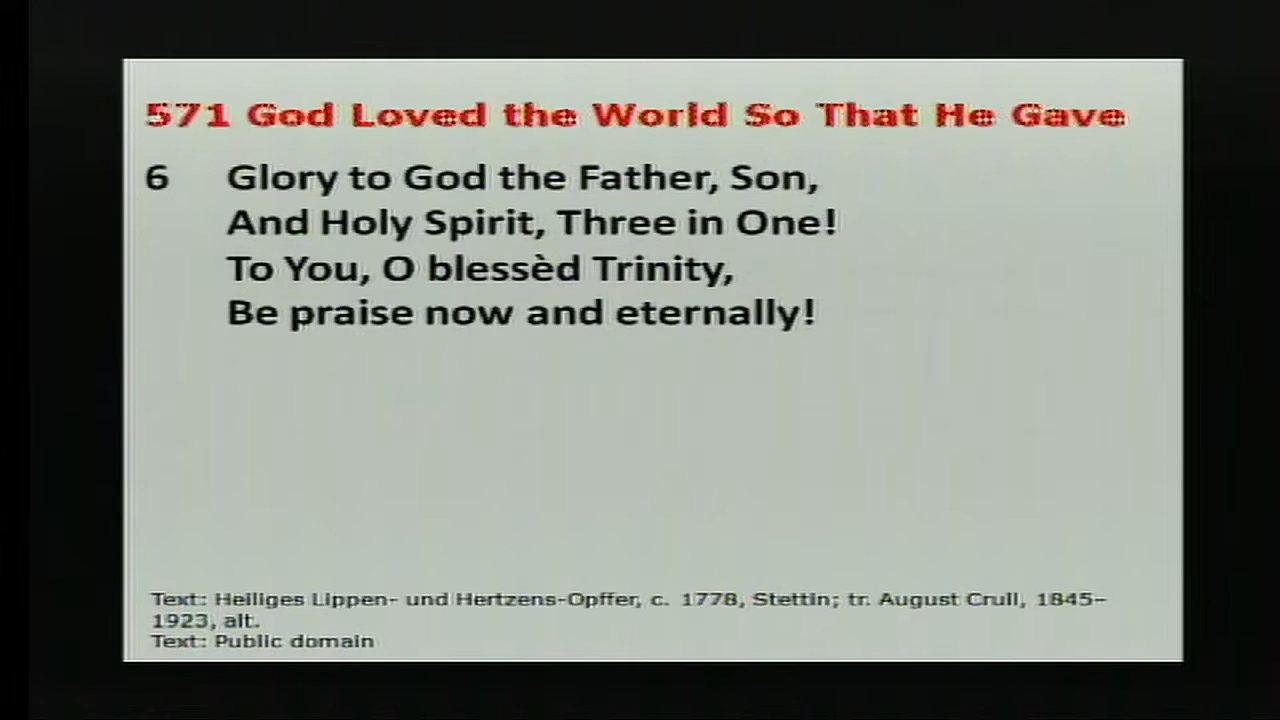 571 God Loved the World So That He Gave
6 Glory to God the Father, Son,
And Holy Spirit, Three in One!
To You, O blessèd Trinity,
Be praise now and eternally!
Text: Heiliges Lippen- und Hertzens-Opffer, c. 1778, Stettin; tr. August Crull, 1845–
1923, alt.
Text: Public domain